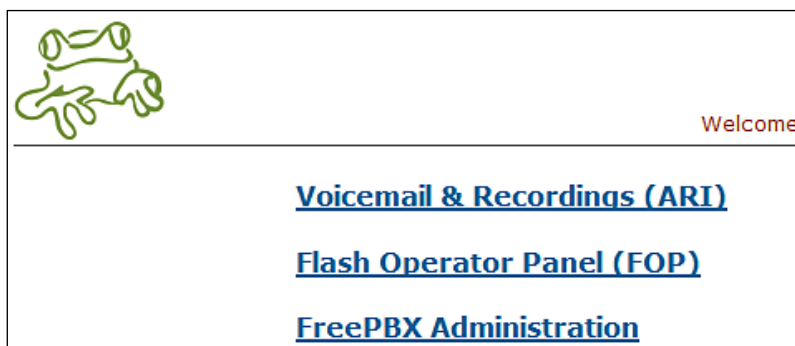 Welcome
Voicemail & Recordings (ARI)
Flash Operator Panel (FOP)
FreePBX Administration